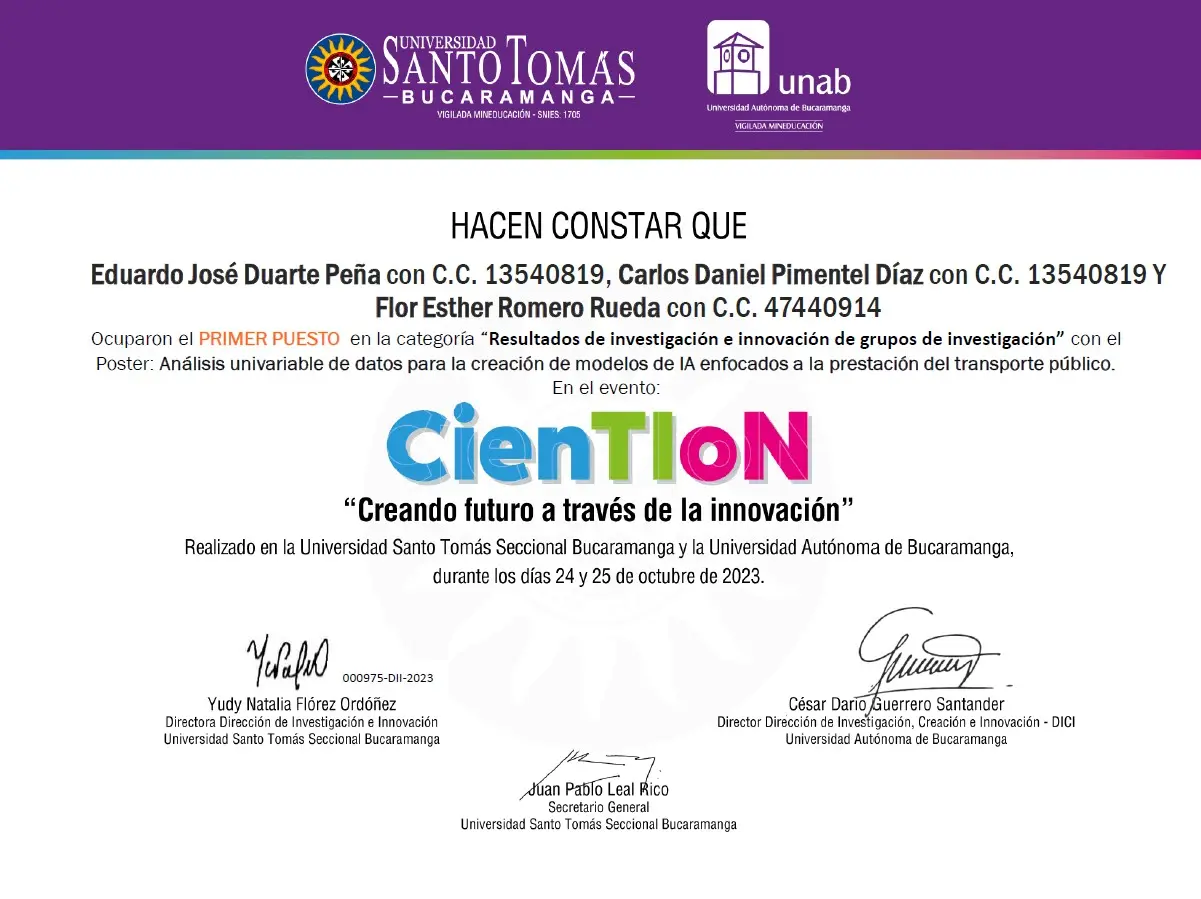 UNIVERSIDAD
SANTO TOMÁS
BUCARAMANGA
VIGILADA MINEDUCACIÓN - SNIES: 1705
unab
Universidad Autónoma de Bucaramanga
VIGILADA MINEDUCACIÓN
HACEN CONSTAR QUE
Eduardo José Duarte Peña con C.C. 13540819, Carlos Daniel Pimentel Díaz con C.C. 13540819 Y
Flor Esther Romero Rueda con C.C. 47440914
Ocuparon el PRIMER PUESTO en la categoría “Resultados de investigación e innovación de grupos de investigación” con el
Poster: Análisis univariable de datos para la creación de modelos de IA enfocados a la prestación del transporte público.
En el evento:
CienTIoN
“Creando futuro a través de la innovación”
Realizado en la Universidad Santo Tomás Seccional Bucaramanga y la Universidad Autónoma de Bucaramanga,
durante los días 24 y 25 de octubre de 2023.
000975-DII-2023
Yudy Natalia Flórez Ordóñez
Directora Dirección de Investigación e Innovación
Universidad Santo Tomás Seccional Bucaramanga
César Darío Guerrero Santander
Director Dirección de Investigación, Creación e Innovación - DICI
Universidad Autónoma de Bucaramanga
Juan Pablo Leal Rico
Secretario General
Universidad Santo Tomás Seccional Bucaramanga